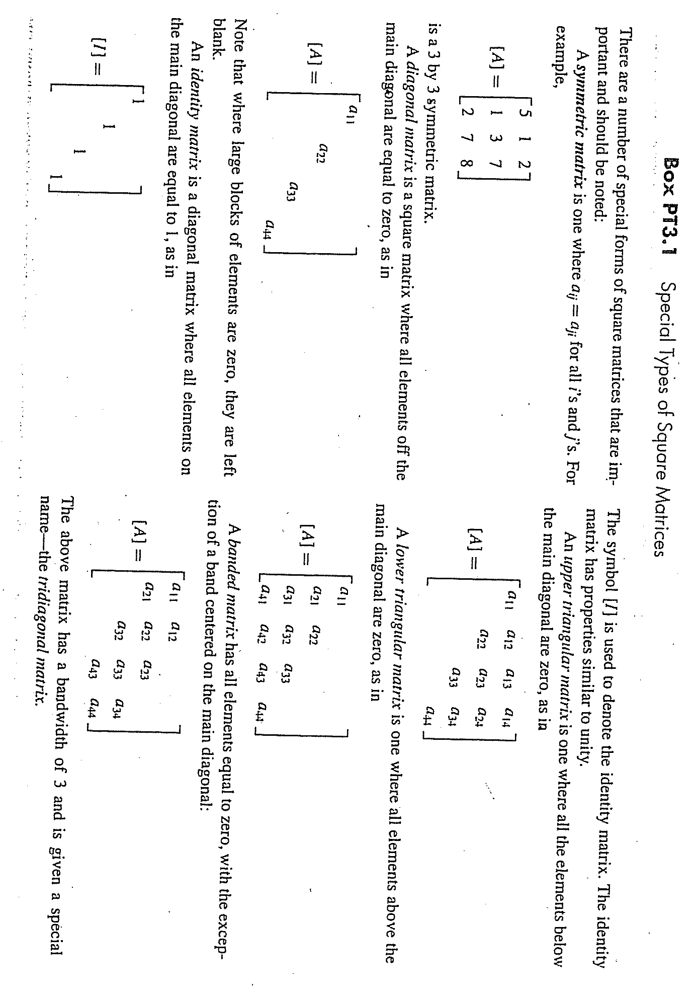 Box PT3.1 Special Types of Square Matrices
There are a number of special forms of square matrices that are im-
portant and should be noted:
A symmetric matrix is one where aij = aji for all i's and j's. For
example,
[A] = [5 1 2
1 3 7
2 7 8]
is a 3 by 3 symmetric matrix.
A diagonal matrix is a square matrix where all elements off the
main diagonal are equal to zero, as in
[A] = [a11
a22
a33
a44]
Note that where large blocks of elements are zero, they are left
blank.
An identity matrix is a diagonal matrix where all elements on
the main diagonal are equal to 1, as in
[I] = [1
1
1
1]
The symbol [I] is used to denote the identity matrix. The identity
matrix has properties similar to unity.
An upper triangular matrix is one where all the elements below
the main diagonal are zero, as in
[A] = [a11 a12 a13 a14
a22 a23 a24
a33 a34
a44]
A lower triangular matrix is one where all elements above the
main diagonal are zero, as in
[A] = [a11
a21 a22
a31 a32 a33
a41 a42 a43 a44]
A banded matrix has all elements equal to zero, with the excep-
tion of a band centered on the main diagonal:
[A] = [a11 a12
a21 a22 a23
a32 a33 a34
a43 a44]
The above matrix has a bandwidth of 3 and is given a special
name—the tridiagonal matrix.